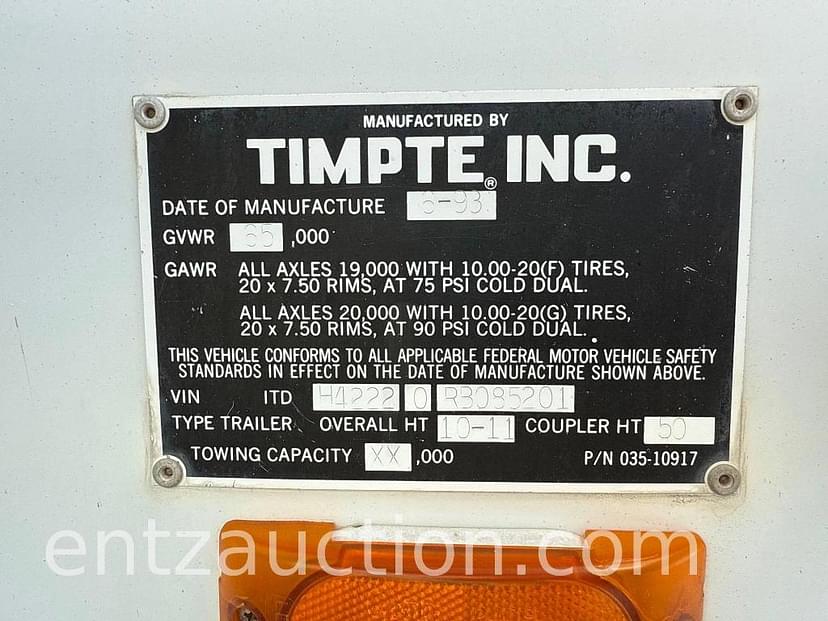 MANUFACTURED BY
TIMPTE® INC.
DATE OF MANUFACTURE 6-93
GVWR 65 ,000
GAWR ALL AXLES 19,000 WITH 10.00-20(F) TIRES,
20 x 7.50 RIMS, AT 75 PSI COLD DUAL.
ALL AXLES 20,000 WITH 10.00-20(G) TIRES,
20 x 7.50 RIMS, AT 90 PSI COLD DUAL.
THIS VEHICLE CONFORMS TO ALL APPLICABLE FEDERAL MOTOR VEHICLE SAFETY
STANDARDS IN EFFECT ON THE DATE OF MANUFACTURE SHOWN ABOVE.
VIN 1TD H4222 0 RB085201
TYPE TRAILER OVERALL HT 10-11 COUPLER HT 50
TOWING CAPACITY XX ,000 P/N 035-10917
entzauction.com